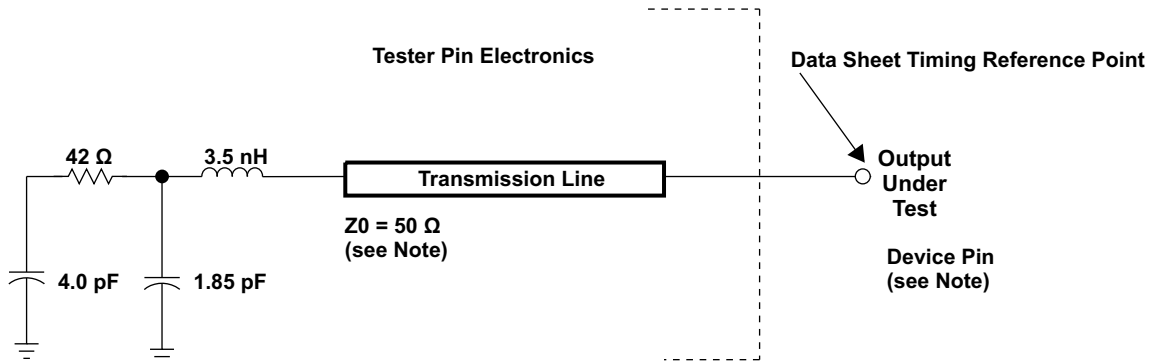 Tester Pin Electronics
Data Sheet Timing Reference Point
42 Ω
3.5 nH
Transmission Line
Output
Under
Test
Z0 = 50 Ω
(see Note)
Device Pin
(see Note)
4.0 pF
1.85 pF